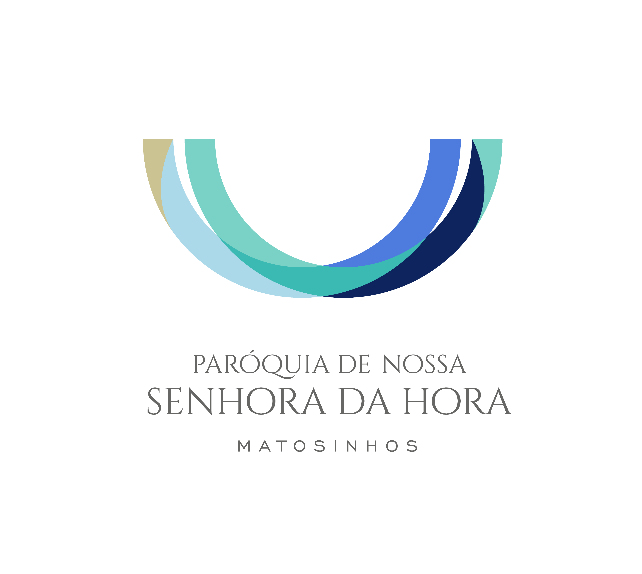 PARÓQUIA DE NOSSA
SENHORA DA HORA
MATOSINHOS